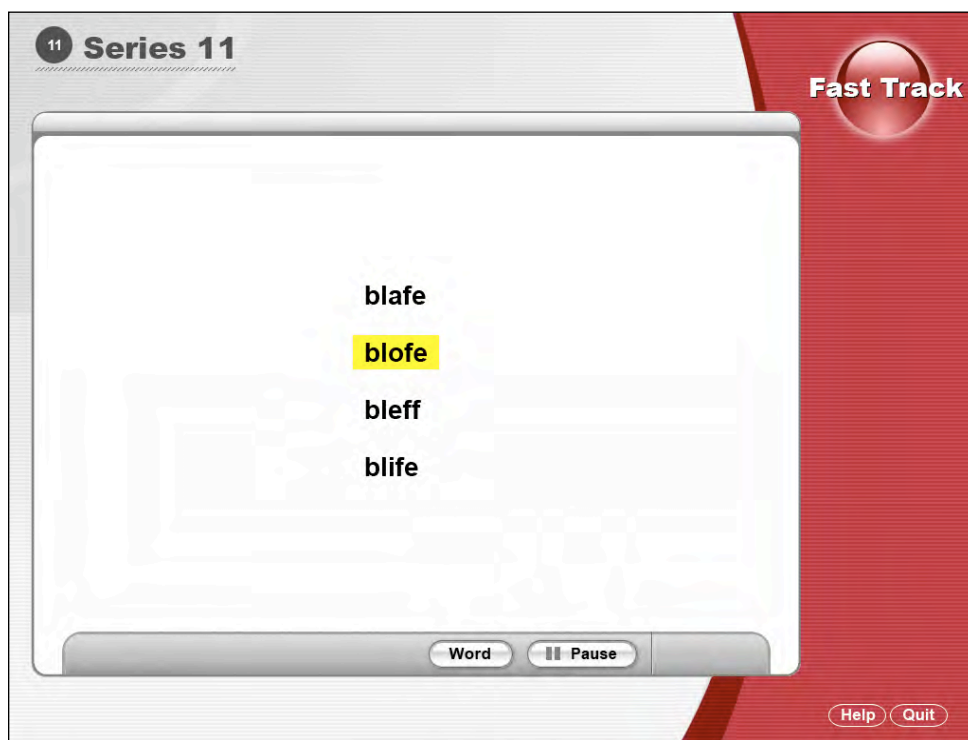 11 Series 11
Fast Track
blafe
blofe
bleff
blife
Word Pause
Help Quit